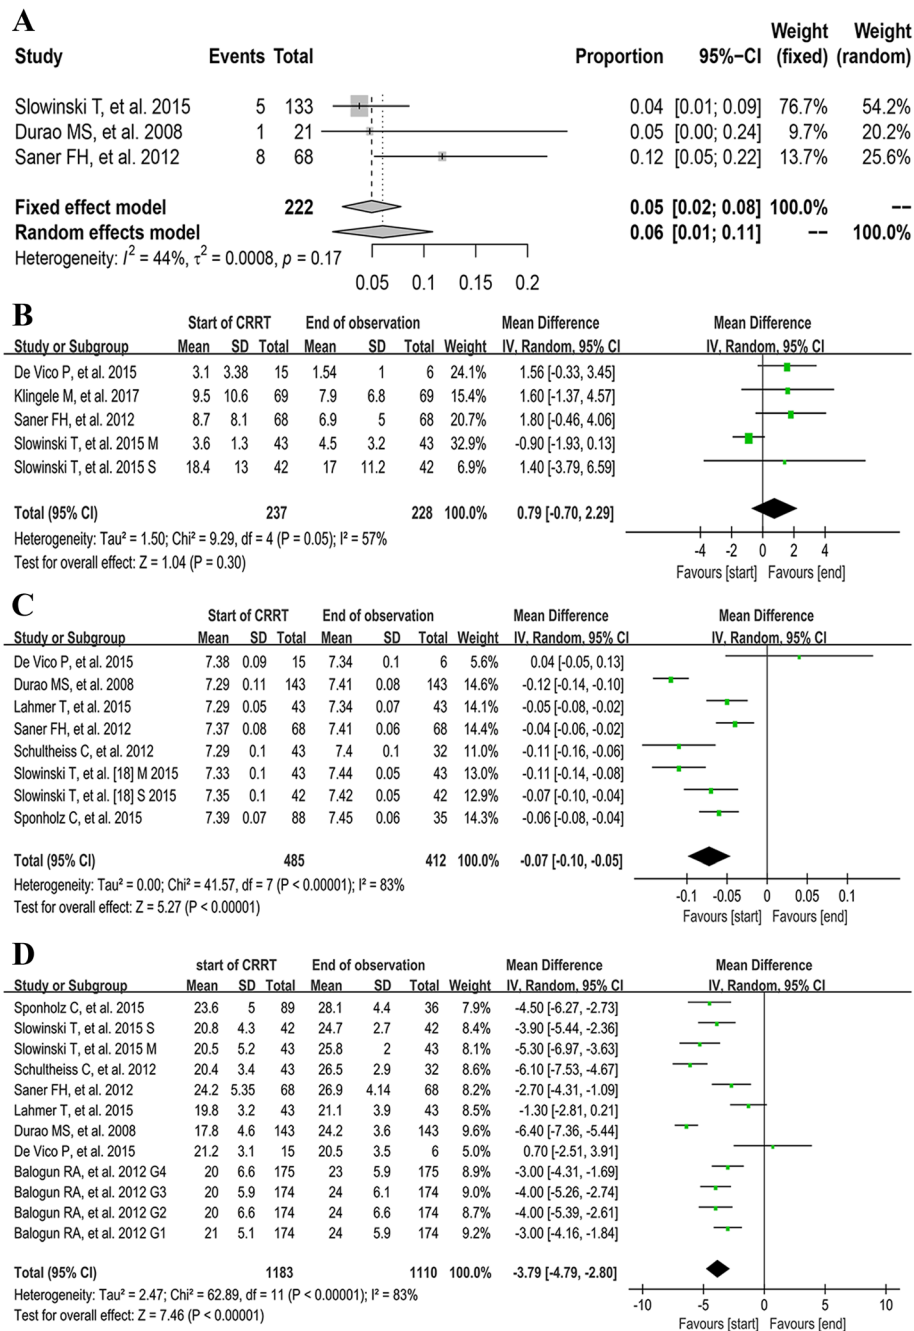 A
Weight Weight
Study Events Total Proportion 95%−CI (fixed) (random)
Slowinski T, et al. 2015 5 133 0.04 [0.01; 0.09] 76.7% 54.2%
Durao MS, et al. 2008 1 21 0.05 [0.00; 0.24] 9.7% 20.2%
Saner FH, et al. 2012 8 68 0.12 [0.05; 0.22] 13.7% 25.6%
Fixed effect model 222 0.05 [0.02; 0.08] 100.0% −−
Random effects model 0.06 [0.01; 0.11] −− 100.0%
Heterogeneity: I² = 44%, τ² = 0.0008, p = 0.17
0.05 0.1 0.15 0.2
B
Start of CRRT End of observation Mean Difference Mean Difference
Study or Subgroup Mean SD Total Mean SD Total Weight IV, Random, 95% CI IV, Random, 95% CI
De Vico P, et al. 2015 3.1 3.38 15 1.54 1 6 24.1% 1.56 [-0.33, 3.45]
Klingele M, et al. 2017 9.5 10.6 69 7.9 6.8 69 15.4% 1.60 [-1.37, 4.57]
Saner FH, et al. 2012 8.7 8.1 68 6.9 5 68 20.7% 1.80 [-0.46, 4.06]
Slowinski T, et al. 2015 M 3.6 1.3 43 4.5 3.2 43 32.9% -0.90 [-1.93, 0.13]
Slowinski T, et al. 2015 S 18.4 13 42 17 11.2 42 6.9% 1.40 [-3.79, 6.59]
Total (95% CI) 237 228 100.0% 0.79 [-0.70, 2.29]
Heterogeneity: Tau² = 1.50; Chi² = 9.29, df = 4 (P = 0.05); I² = 57%
Test for overall effect: Z = 1.04 (P = 0.30)
-4 -2 0 2 4
Favours [start] Favours [end]
C
Start of CRRT End of observation Mean Difference Mean Difference
Study or Subgroup Mean SD Total Mean SD Total Weight IV, Random, 95% CI IV, Random, 95% CI
De Vico P, et al. 2015 7.38 0.09 15 7.34 0.1 6 5.6% 0.04 [-0.05, 0.13]
Durao MS, et al. 2008 7.29 0.11 143 7.41 0.08 143 14.6% -0.12 [-0.14, -0.10]
Lahmer T, et al. 2015 7.29 0.05 43 7.34 0.07 43 14.1% -0.05 [-0.08, -0.02]
Saner FH, et al. 2012 7.37 0.08 68 7.41 0.06 68 14.4% -0.04 [-0.06, -0.02]
Schultheiss C, et al. 2012 7.29 0.1 43 7.4 0.1 32 11.0% -0.11 [-0.16, -0.06]
Slowinski T, et al. [18] M 2015 7.33 0.1 43 7.44 0.05 43 13.0% -0.11 [-0.14, -0.08]
Slowinski T, et al. [18] S 2015 7.35 0.1 42 7.42 0.05 42 12.9% -0.07 [-0.10, -0.04]
Sponholz C, et al. 2015 7.39 0.07 88 7.45 0.06 35 14.3% -0.06 [-0.08, -0.04]
Total (95% CI) 485 412 100.0% -0.07 [-0.10, -0.05]
Heterogeneity: Tau² = 0.00; Chi² = 41.57, df = 7 (P < 0.00001); I² = 83%
Test for overall effect: Z = 5.27 (P < 0.00001)
-0.1 -0.05 0 0.05 0.1
Favours [start] Favours [end]
D
start of CRRT End of observation Mean Difference Mean Difference
Study or Subgroup Mean SD Total Mean SD Total Weight IV, Random, 95% CI IV, Random, 95% CI
Sponholz C, et al. 2015 23.6 5 89 28.1 4.4 36 7.9% -4.50 [-6.27, -2.73]
Slowinski T, et al. 2015 S 20.8 4.3 42 24.7 2.7 42 8.4% -3.90 [-5.44, -2.36]
Slowinski T, et al. 2015 M 20.5 5.2 43 25.8 2 43 8.1% -5.30 [-6.97, -3.63]
Schultheiss C, et al. 2012 20.4 3.4 43 26.5 2.9 32 8.6% -6.10 [-7.53, -4.67]
Saner FH, et al. 2012 24.2 5.35 68 26.9 4.14 68 8.2% -2.70 [-4.31, -1.09]
Lahmer T, et al. 2015 19.8 3.2 43 21.1 3.9 43 8.5% -1.30 [-2.81, 0.21]
Durao MS, et al. 2008 17.8 4.6 143 24.2 3.6 143 9.6% -6.40 [-7.36, -5.44]
De Vico P, et al. 2015 21.2 3.1 15 20.5 3.5 6 5.0% 0.70 [-2.51, 3.91]
Balogun RA, et al. 2012 G4 20 6.6 175 23 5.9 175 8.9% -3.00 [-4.31, -1.69]
Balogun RA, et al. 2012 G3 20 5.9 174 24 6.1 174 9.0% -4.00 [-5.26, -2.74]
Balogun RA, et al. 2012 G2 20 6.6 174 24 6.6 174 8.7% -4.00 [-5.39, -2.61]
Balogun RA, et al. 2012 G1 21 5.1 174 24 5.9 174 9.2% -3.00 [-4.16, -1.84]
Total (95% CI) 1183 1110 100.0% -3.79 [-4.79, -2.80]
Heterogeneity: Tau² = 2.47; Chi² = 62.89, df = 11 (P < 0.00001); I² = 83%
Test for overall effect: Z = 7.46 (P < 0.00001)
-10 -5 0 5 10
Favours [start] Favours [end]